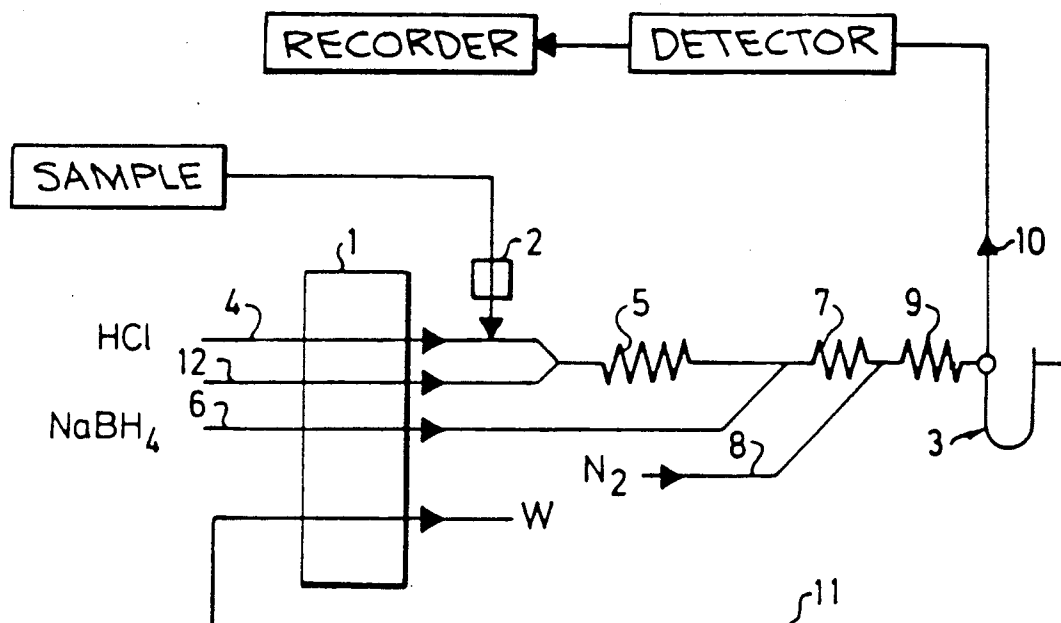 RECORDER DETECTOR
SAMPLE
1 2 10
HCl 4 5 7 9
12
NaBH4 6 3
N2 8
W
11